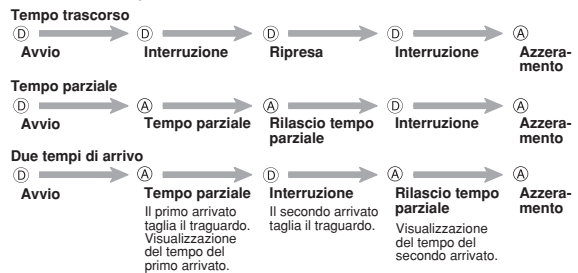 Tempo trascorso
Ⓓ Ⓓ Ⓓ Ⓓ Ⓐ
Avvio Interruzione Ripresa Interruzione Azzera-
mento
Tempo parziale
Ⓓ Ⓐ Ⓐ Ⓓ Ⓐ
Avvio Tempo parziale Rilascio tempo Interruzione Azzera-
parziale mento
Due tempi di arrivo
Ⓓ Ⓐ Ⓓ Ⓐ Ⓐ
Avvio Tempo parziale Interruzione Rilascio tempo Azzera-
parziale mento
Il primo arrivato
taglia il traguardo.
Visualizzazione
del tempo del
primo arrivato.
Il secondo arrivato
taglia il traguardo.
Visualizzazione
del tempo del
secondo arrivato.